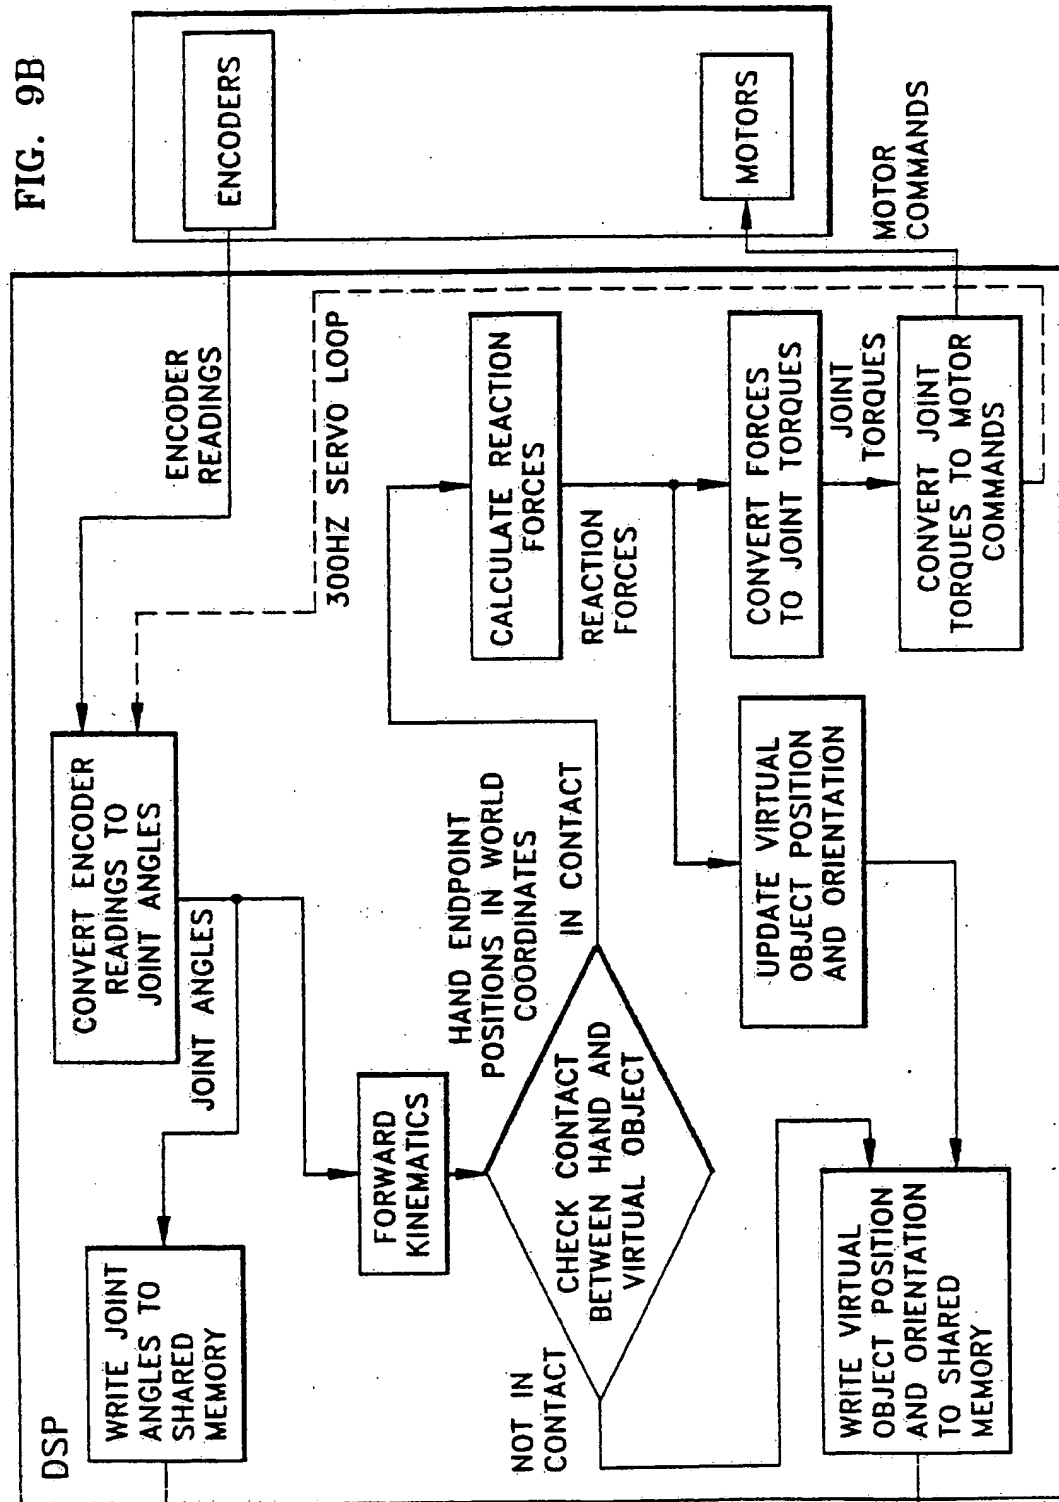 FIG. 9B
DSP
WRITE JOINT
ANGLES TO
SHARED
MEMORY
CONVERT ENCODER
READINGS TO
JOINT ANGLES
JOINT ANGLES
ENCODER
READINGS
ENCODERS
300HZ SERVO LOOP
FORWARD
KINEMATICS
HAND ENDPOINT
POSITIONS IN WORLD
COORDINATES
CHECK CONTACT
BETWEEN HAND AND
VIRTUAL OBJECT
IN CONTACT
NOT IN
CONTACT
CALCULATE REACTION
FORCES
REACTION
FORCES
CONVERT FORCES
TO JOINT TORQUES
JOINT
TORQUES
CONVERT JOINT
TORQUES TO MOTOR
COMMANDS
MOTOR
COMMANDS
MOTORS
UPDATE VIRTUAL
OBJECT POSITION
AND ORIENTATION
WRITE VIRTUAL
OBJECT POSITION
AND ORIENTATION
TO SHARED
MEMORY